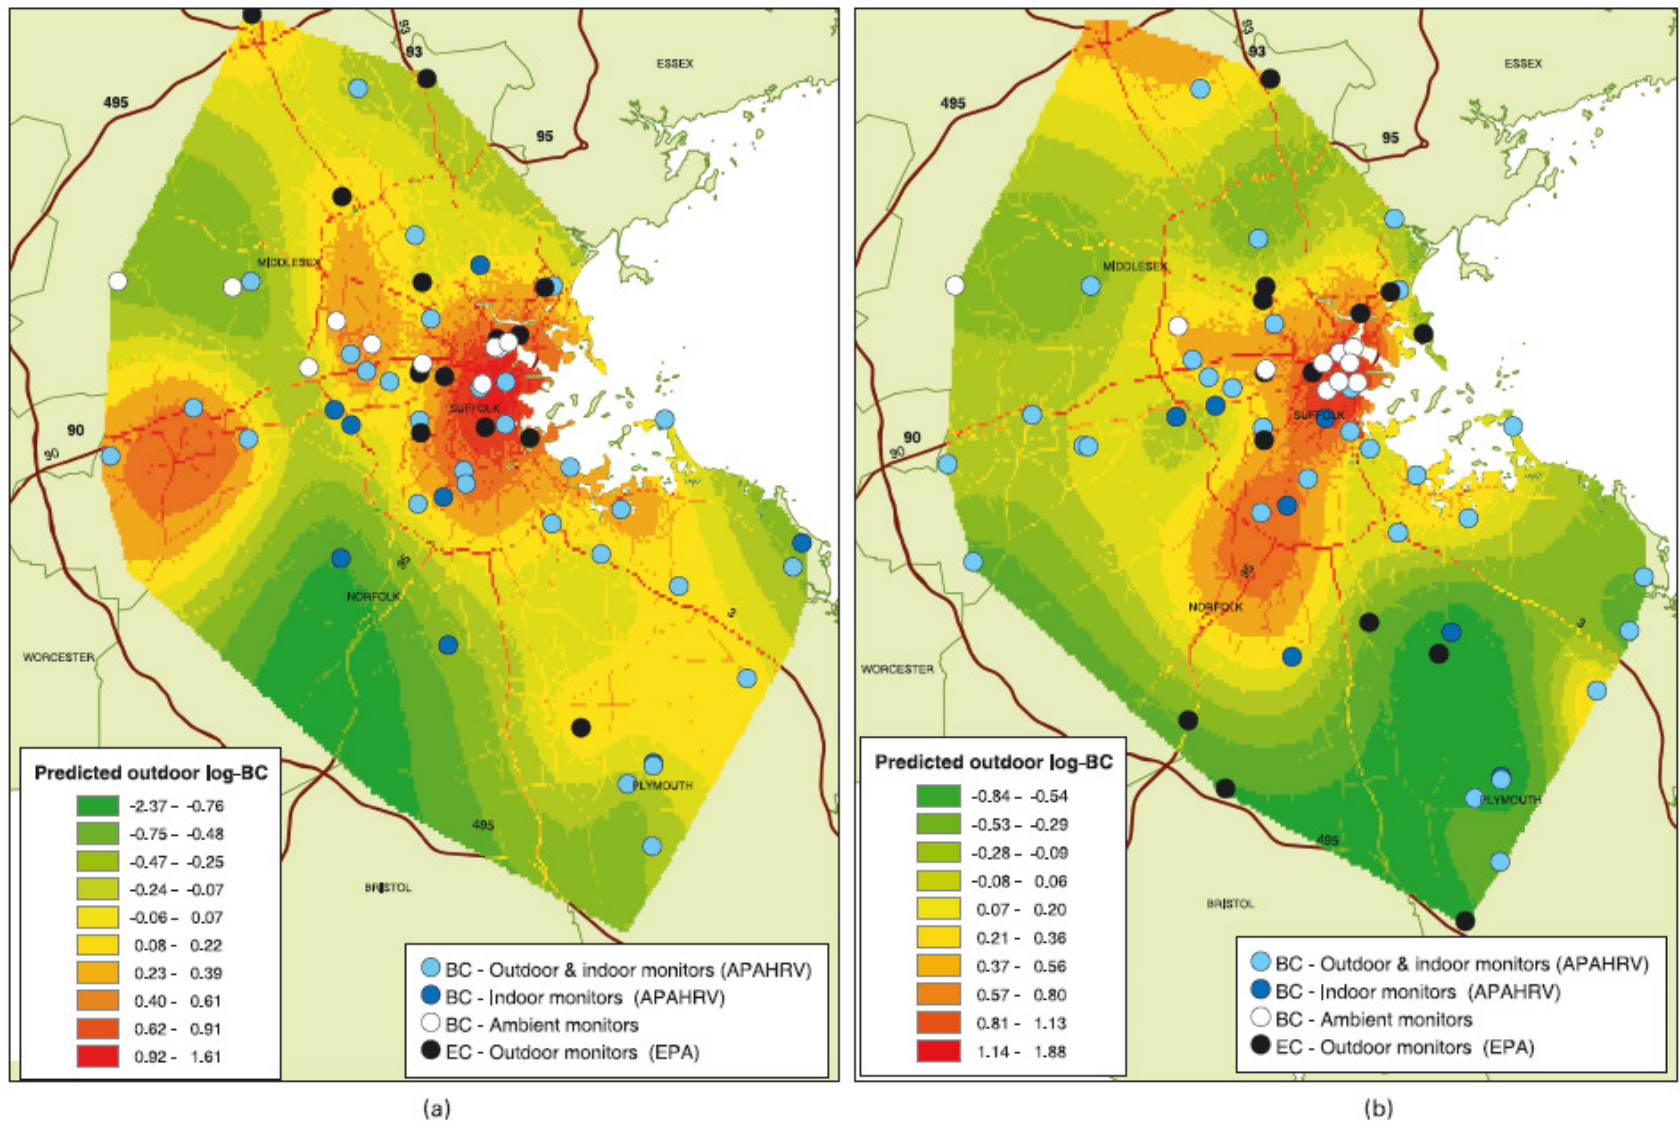 93
93
ESSEX
495
95
MIDDLESEX
SUFFOLK
90
90
95
NORFOLK
3
WORCESTER
PLYMOUTH
495
BRISTOL
Predicted outdoor log-BC
-2.37 - -0.76
-0.75 - -0.48
-0.47 - -0.25
-0.24 - -0.07
-0.06 - 0.07
0.08 - 0.22
0.23 - 0.39
0.40 - 0.61
0.62 - 0.91
0.92 - 1.61
BC - Outdoor & indoor monitors (APAHRV)
BC - Indoor monitors (APAHRV)
BC - Ambient monitors
EC - Outdoor monitors (EPA)
(a)
93
93
ESSEX
495
95
MIDDLESEX
SUFFOLK
90
90
95
NORFOLK
3
WORCESTER
PLYMOUTH
495
BRISTOL
Predicted outdoor log-BC
-0.84 - -0.54
-0.53 - -0.29
-0.28 - -0.09
-0.08 - 0.06
0.07 - 0.20
0.21 - 0.36
0.37 - 0.56
0.57 - 0.80
0.81 - 1.13
1.14 - 1.88
BC - Outdoor & indoor monitors (APAHRV)
BC - Indoor monitors (APAHRV)
BC - Ambient monitors
EC - Outdoor monitors (EPA)
(b)